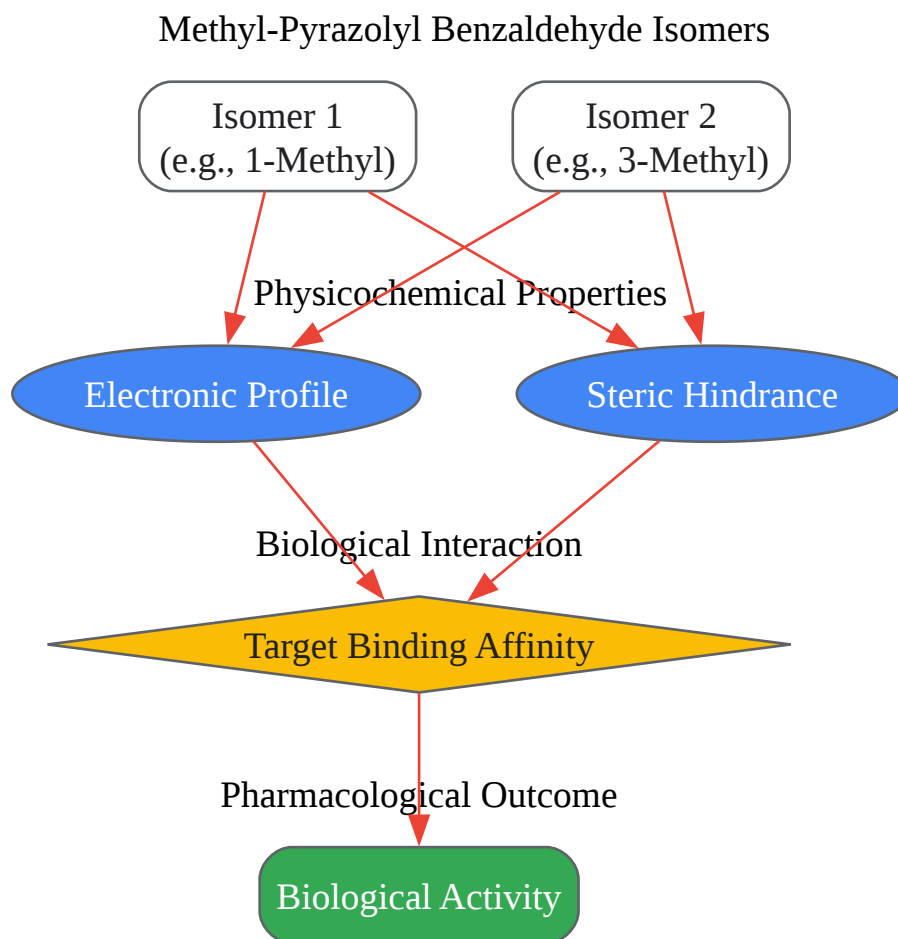 Methyl-Pyrazolyl Benzaldehyde Isomers
Isomer 1
(e.g., 1-Methyl)
Isomer 2
(e.g., 3-Methyl)
Physicochemical Properties
Electronic Profile
Steric Hindrance
Biological Interaction
Target Binding Affinity
Pharmacological Outcome
Biological Activity